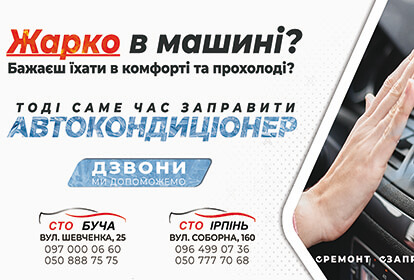 Жарко в машині?
Бажаєш їхати в комфорті та прохолоді?
ТОДІ САМЕ ЧАС ЗАПРАВИТИ
АВТОКОНДИЦІОНЕР
ДЗВОНИ
МИ ДОПОМОЖЕМО
СТО БУЧА
ВУЛ. ШЕВЧЕНКА, 25
097 000 06 60
050 888 75 75
СТО ІРПІНЬ
ВУЛ. СОБОРНА, 160
096 499 07 36
050 777 70 68
РЕМОНТ